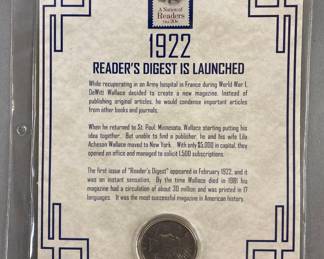 A Nation of
Readers
USA 20c
1922
READER'S DIGEST IS LAUNCHED
While recuperating in an Army hospital in France during World War I,
DeWitt Wallace decided to create a new magazine. Instead of
publishing original articles, he would condense important articles
from other books and journals.
When he returned to St. Paul, Minnesota, Wallace starting putting his
idea together. But unable to find a publisher, he and his wife Lila
Acheson Wallace moved to New York. With only $5,000 in capital, they
opened an office and managed to solicit 1,500 subscriptions.
The first issue of "Reader's Digest" appeared in February 1922, and it
was an instant sensation. By the time Wallace died in 1981 his
magazine had a circulation of about 30 million and was printed in 17
languages. It was the most successful magazine in American history.